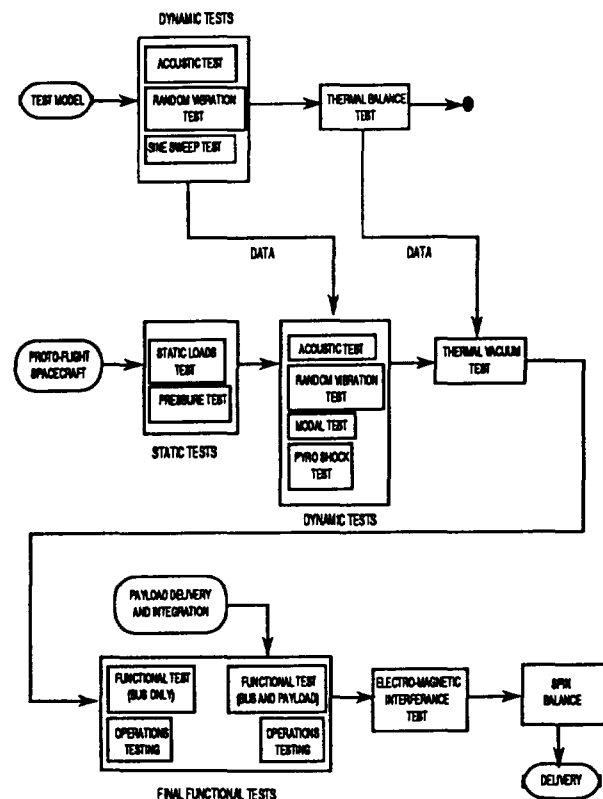 DYNAMIC TESTS
ACCUSTIC TEST
TEST MODEL
RANDOM VIBRATION
TEST
SINE SWEEP TEST
THERMAL BALANCE
TEST
DATA
DATA
PROTO-FLIGHT
SPACECRAFT
STATIC LOADS
TEST
PRESSURE TEST
STATIC TESTS
ACOUSTIC TEST
RANDOM VIBRATION
TEST
MODAL TEST
PYRO SHOCK
TEST
DYNAMIC TESTS
THERMAL VACUUM
TEST
PAYLOAD DELIVERY
AND INTEGRATION
FUNCTIONAL TEST
(BUS ONLY)
OPERATIONS
TESTING
FUNCTIONAL TEST
(BUS AND PAYLOAD)
OPERATIONS
TESTING
FINAL FUNCTIONAL TESTS
ELECTRO-MAGNETIC
INTERFERANCE
TEST
SPIN
BALANCE
DELIVERY